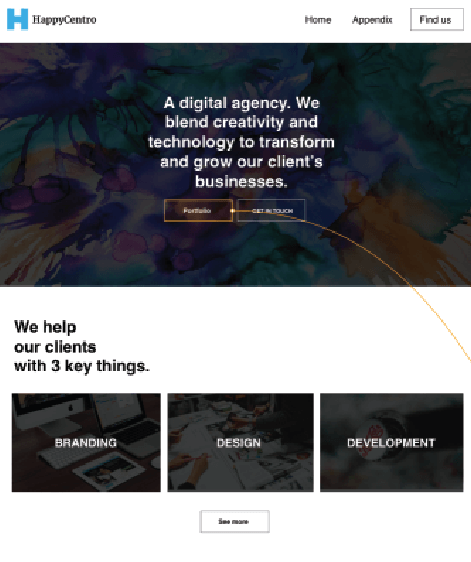 HappyCentro
Home Appendix Find us
A digital agency. We
blend creativity and
technology to transform
and grow our client's
businesses.
Portfolio GET IN TOUCH
We help
our clients
with 3 key things.
BRANDING DESIGN DEVELOPMENT
See more